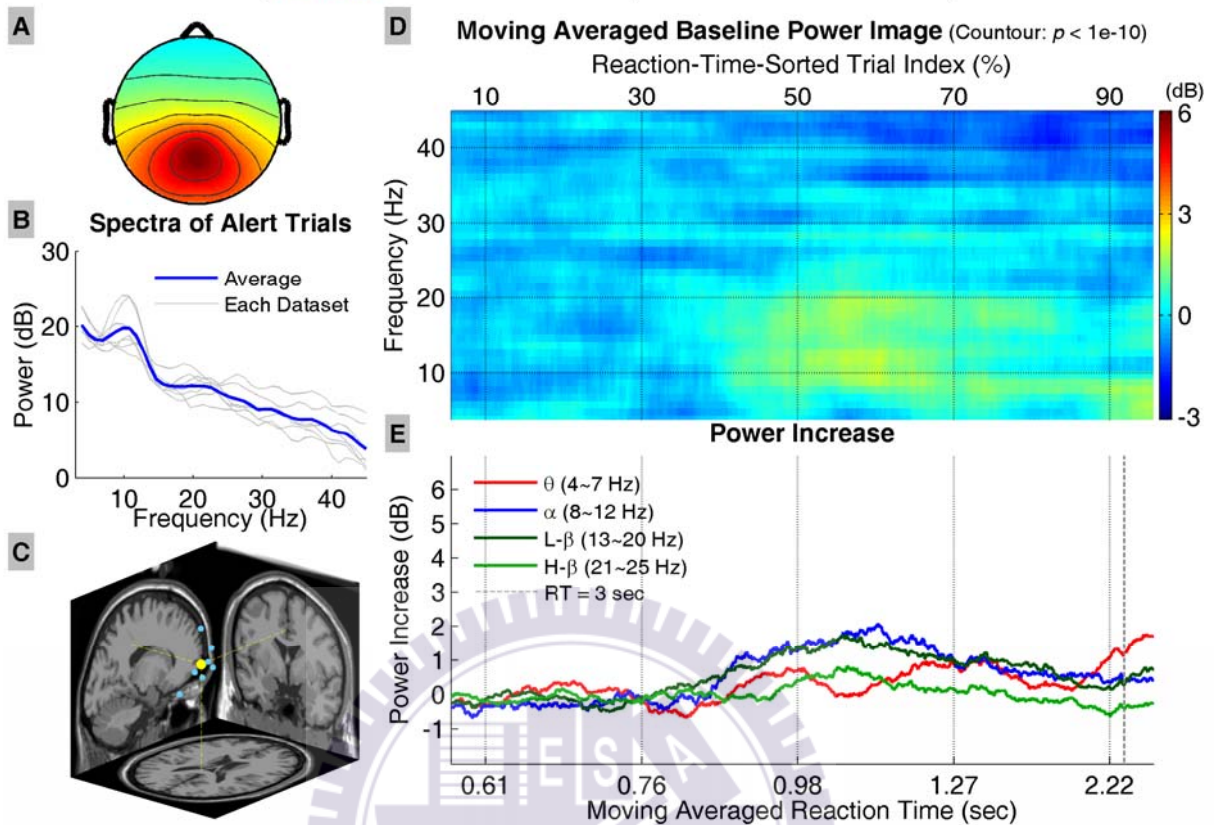 A
B
Spectra of Alert Trials
30
20
10
0
Power (dB)
Average
Each Dataset
10 20 30 40
Frequency (Hz)
C
D
Moving Averaged Baseline Power Image (Countour: p < 1e-10)
Reaction-Time-Sorted Trial Index (%)
10 30 50 70 90
(dB)
6
3
0
-3
40
30
20
10
Frequency (Hz)
E
Power Increase
6
5
4
3
2
1
0
-1
Power Increase (dB)
θ (4~7 Hz)
α (8~12 Hz)
L-β (13~20 Hz)
H-β (21~25 Hz)
RT = 3 sec
ESA
0.61 0.76 0.98 1.27 2.22
Moving Averaged Reaction Time (sec)